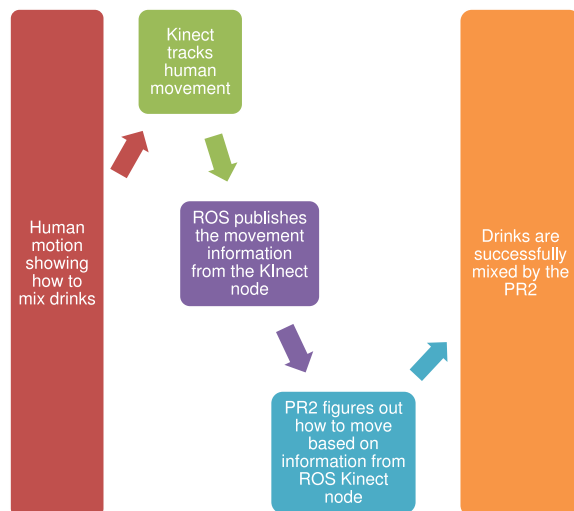 Human
motion
showing
how to
mix drinks
Kinect
tracks
human
movement
ROS publishes
the movement
information
from the KInect
node
PR2 figures out
how to move
based on
information from
ROS Kinect
node
Drinks are
successfully
mixed by the
PR2